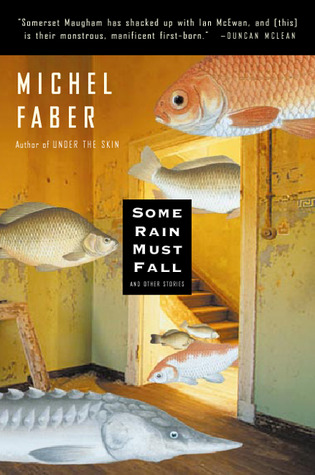 "Somerset Maugham has shacked up with Ian McEwan, and [this]
is their monstrous, manificent first-born." —DUNCAN MCLEAN
MICHEL
FABER
Author of UNDER THE SKIN
SOME
RAIN
MUST
FALL
AND OTHER STORIES